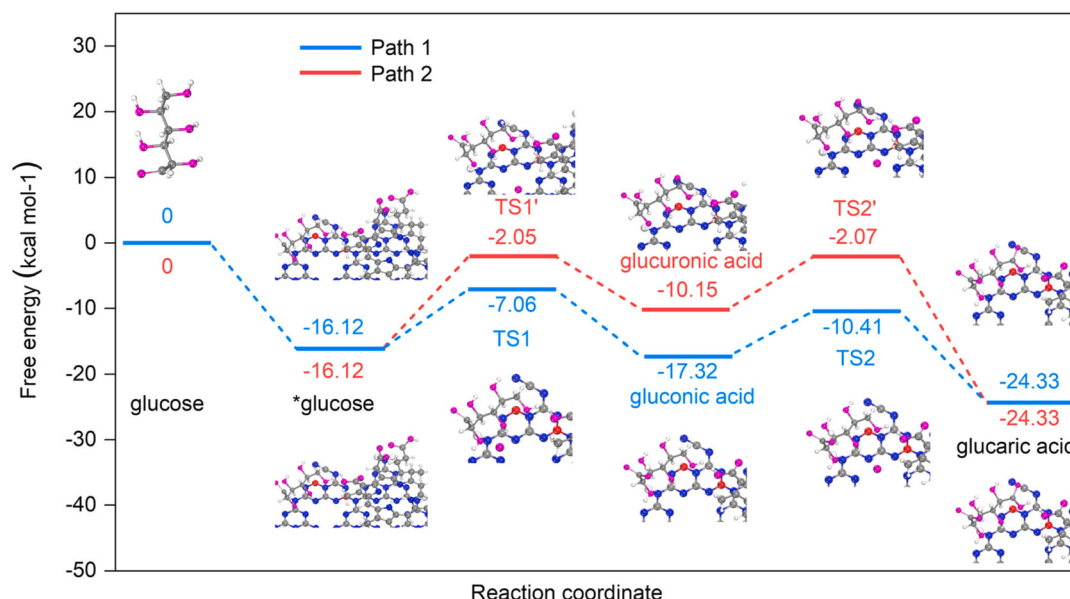 Path 1
Path 2
Free energy (kcal mol-1)
30
20
10
0
-10
-20
-30
-40
-50
0
0
glucose
-16.12
-16.12
*glucose
TS1'
-2.05
-7.06
TS1
glucuronic acid
-10.15
-17.32
gluconic acid
TS2'
-2.07
-10.41
TS2
-24.33
-24.33
glucaric acid
Reaction coordinate